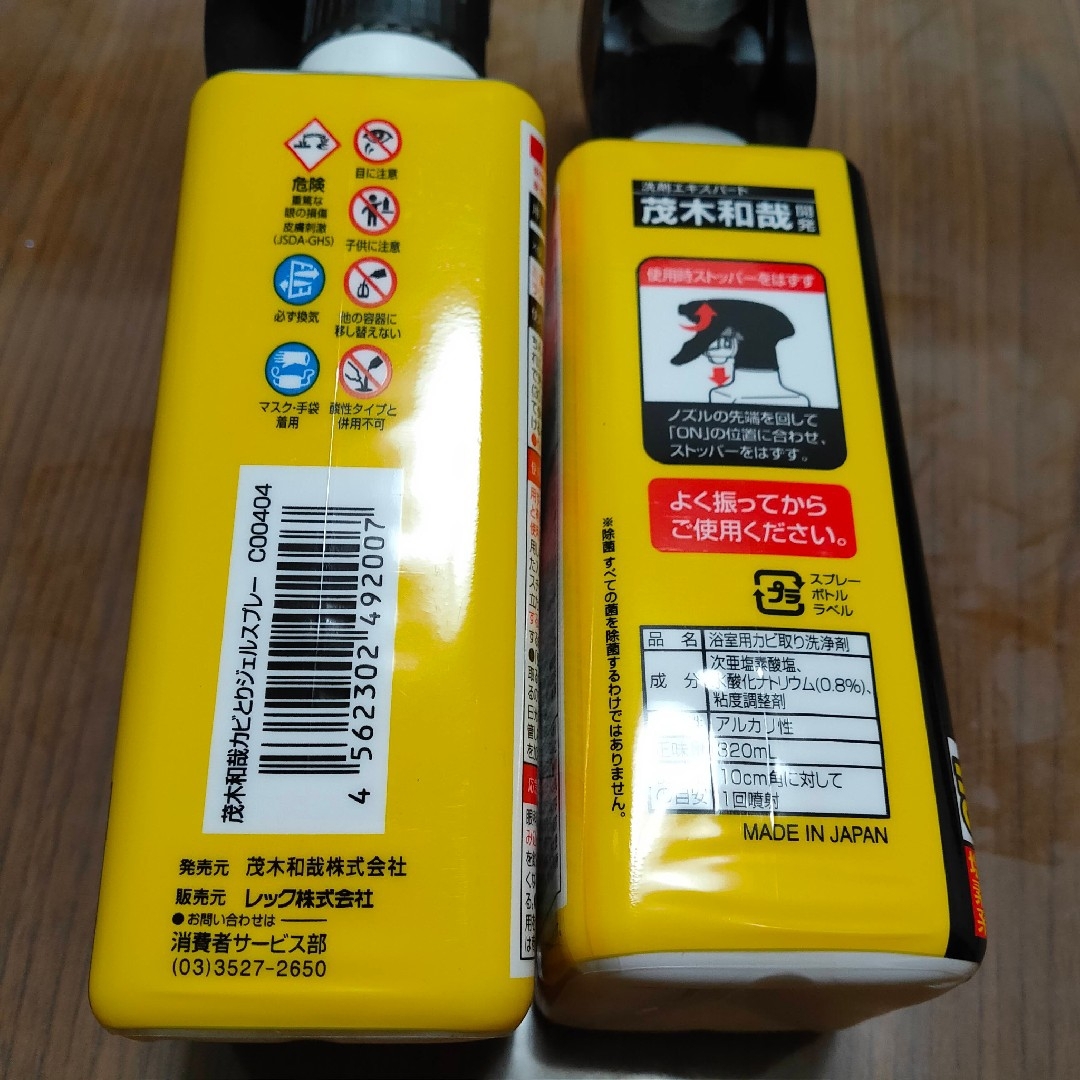 目に注意
危険
重篤な
眼の損傷
皮膚刺激
(JSDA-GHS)
子供に注意
必ず換気
他の容器に
移し替えない
マスク・手袋
着用
酸性タイプと
併用不可
茂木和哉カビとりジェルスプレー C00404
4 562302 492007
発売元 茂木和哉株式会社
販売元 レック株式会社
●お問い合わせは
消費者サービス部
(03)3527-2650
洗剤エキスパート
茂木和哉 開発
使用時ストッパーをはずす
ノズルの先端を回して
「ON」の位置に合わせ、
ストッパーをはずす。
よく振ってから
ご使用ください。
※除菌 すべての菌を除菌するわけではありません。
プラ
スプレー
ボトル
ラベル
品名 浴室用カビ取り洗浄剤
成分 次亜塩素酸塩、
水酸化ナトリウム(0.8%)、
粘度調整剤
アルカリ性
正味量 320mL
10cm角に対して
目安 1回噴射
MADE IN JAPAN